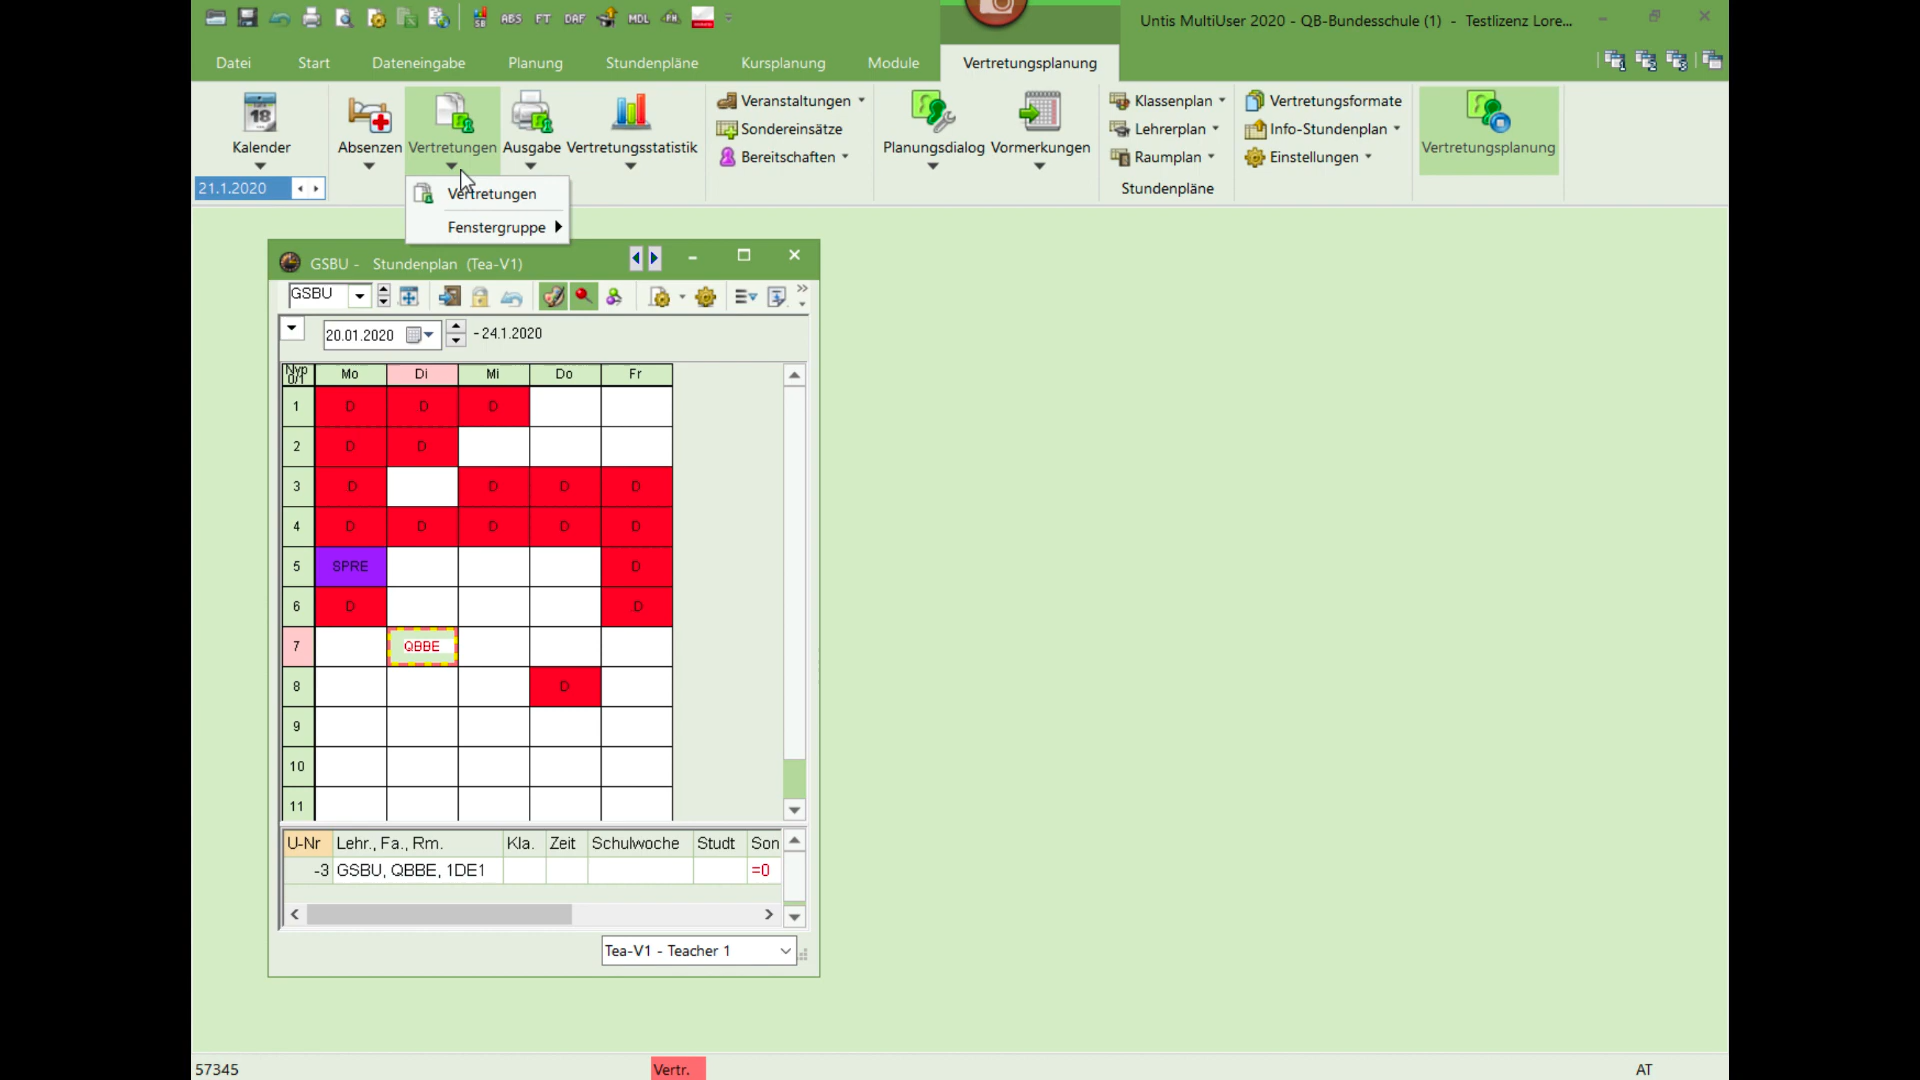 ABS FT DAF MDL
Untis MultiUser 2020 - QB-Bundesschule (1) - Testlizenz Lore...
Datei Start Dateneingabe Planung Stundenpläne Kursplanung Module Vertretungsplanung
Kalender Absenzen Vertretungen Ausgabe Vertretungsstatistik
Veranstaltungen
Sondereinsätze
Bereitschaften
Planungsdialog Vormerkungen
Klassenplan
Lehrerplan
Raumplan
Stundenpläne
Vertretungsformate
Info-Stundenplan
Einstellungen
Vertretungsplanung
21.1.2020
Vertretungen
Fenstergruppe
GSBU - Stundenplan (Tea-V1)
GSBU
20.01.2020 - 24.1.2020
Mo Di Mi Do Fr
1 D D D
2 D D
3 D D D D
4 D D D D D
5 SPRE D
6 D D
7 QBBE
8 D
9
10
11
U-Nr Lehr., Fa., Rm. Kla. Zeit Schulwoche Studt Son
-3 GSBU, QBBE, 1DE1 =0
Tea-V1 - Teacher 1
57345 Vertr. AT